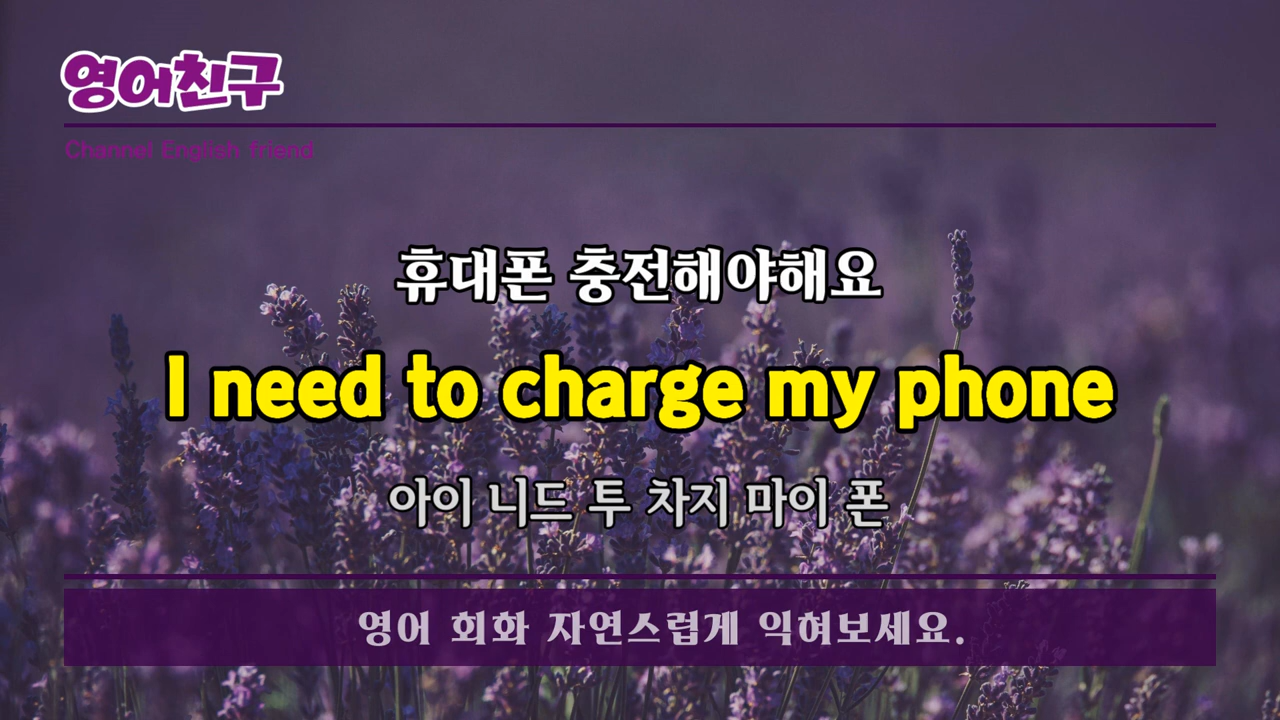 영어친구
Channel English friend
휴대폰 충전해야해요
I need to charge my phone
아이 니드 투 차지 마이 폰
영어 회화 자연스럽게 익혀보세요.